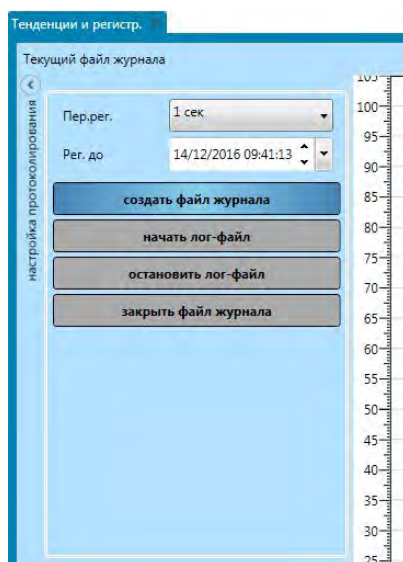 Тенденции и регистр.
Текущий файл журнала
настройка протоколирования
Пер.рег.
1 сек
Рег. до
14/12/2016 09:41:13
создать файл журнала
начать лог-файл
остановить лог-файл
закрыть файл журнала
105
100
95
90
85
80
75
70
65
60
55
50
45
40
35
30
25